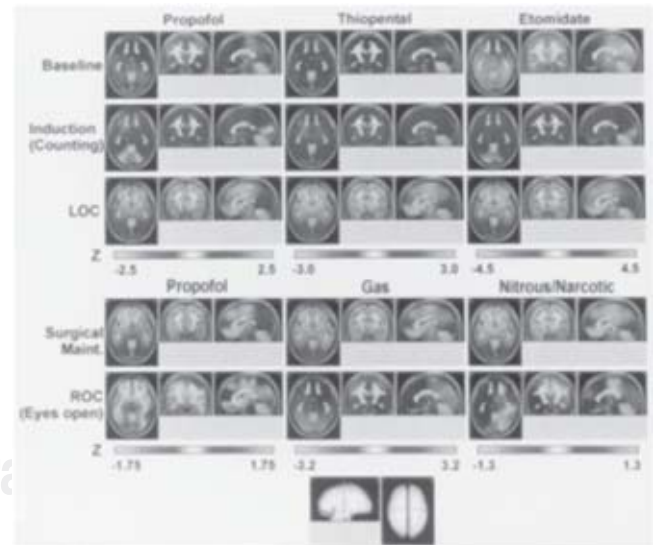 Propofol Thiopental Etomidate
Baseline
Induction
(Counting)
LOC
Z
-2.5 2.5 -3.0 3.0 -4.5 4.5
Propofol Gas Nitrous/Narcotic
Surgical
Maint.
ROC
(Eyes open)
Z
-1.75 1.75 -3.2 3.2 -1.3 1.3